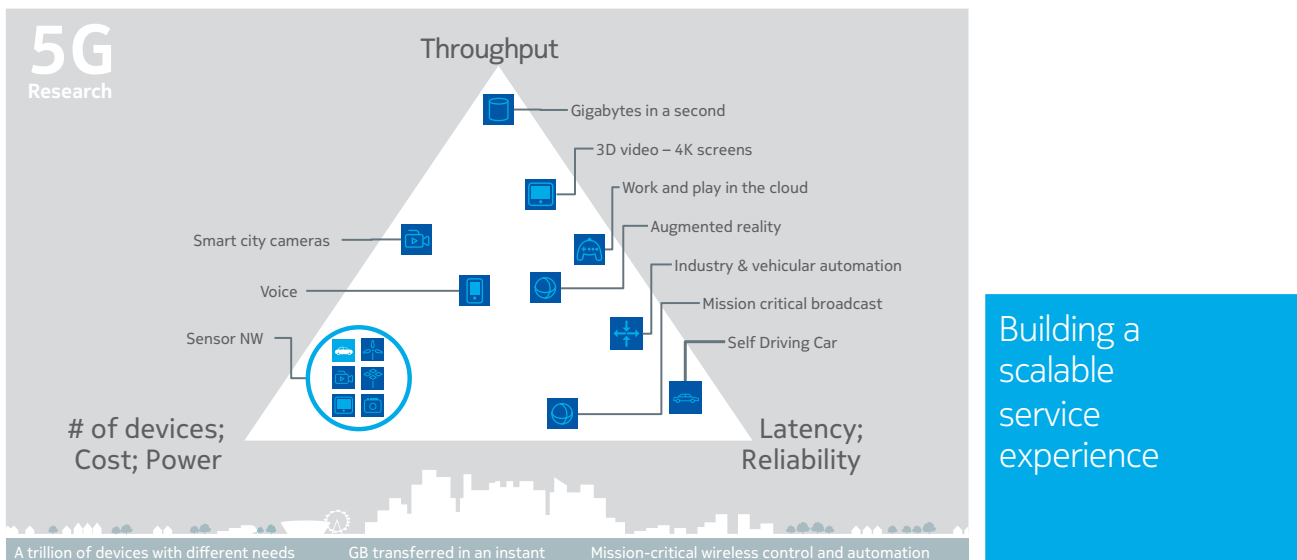 5G
Research
Throughput
Gigabytes in a second
3D video – 4K screens
Work and play in the cloud
Augmented reality
Smart city cameras
Industry & vehicular automation
Voice
Mission critical broadcast
Sensor NW
Self Driving Car
# of devices;
Cost; Power
Latency;
Reliability
A trillion of devices with different needs
GB transferred in an instant
Mission-critical wireless control and automation
Building a
scalable
service
experience